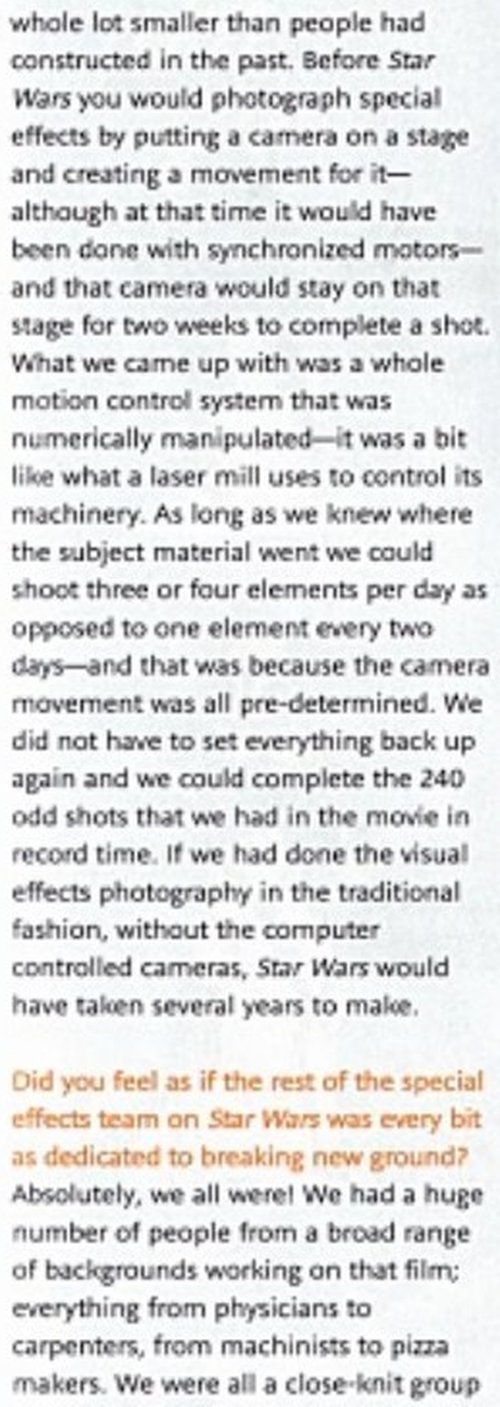 whole lot smaller than people had
constructed in the past. Before Star
Wars you would photograph special
effects by putting a camera on a stage
and creating a movement for it—
although at that time it would have
been done with synchronized motors—
and that camera would stay on that
stage for two weeks to complete a shot.
What we came up with was a whole
motion control system that was
numerically manipulated—it was a bit
like what a laser mill uses to control its
machinery. As long as we knew where
the subject material went we could
shoot three or four elements per day as
opposed to one element every two
days—and that was because the camera
movement was all pre-determined. We
did not have to set everything back up
again and we could complete the 240
odd shots that we had in the movie in
record time. If we had done the visual
effects photography in the traditional
fashion, without the computer
controlled cameras, Star Wars would
have taken several years to make.
Did you feel as if the rest of the special
effects team on Star Wars was every bit
as dedicated to breaking new ground?
Absolutely, we all were! We had a huge
number of people from a broad range
of backgrounds working on that film;
everything from physicians to
carpenters, from machinists to pizza
makers. We were all a close-knit group